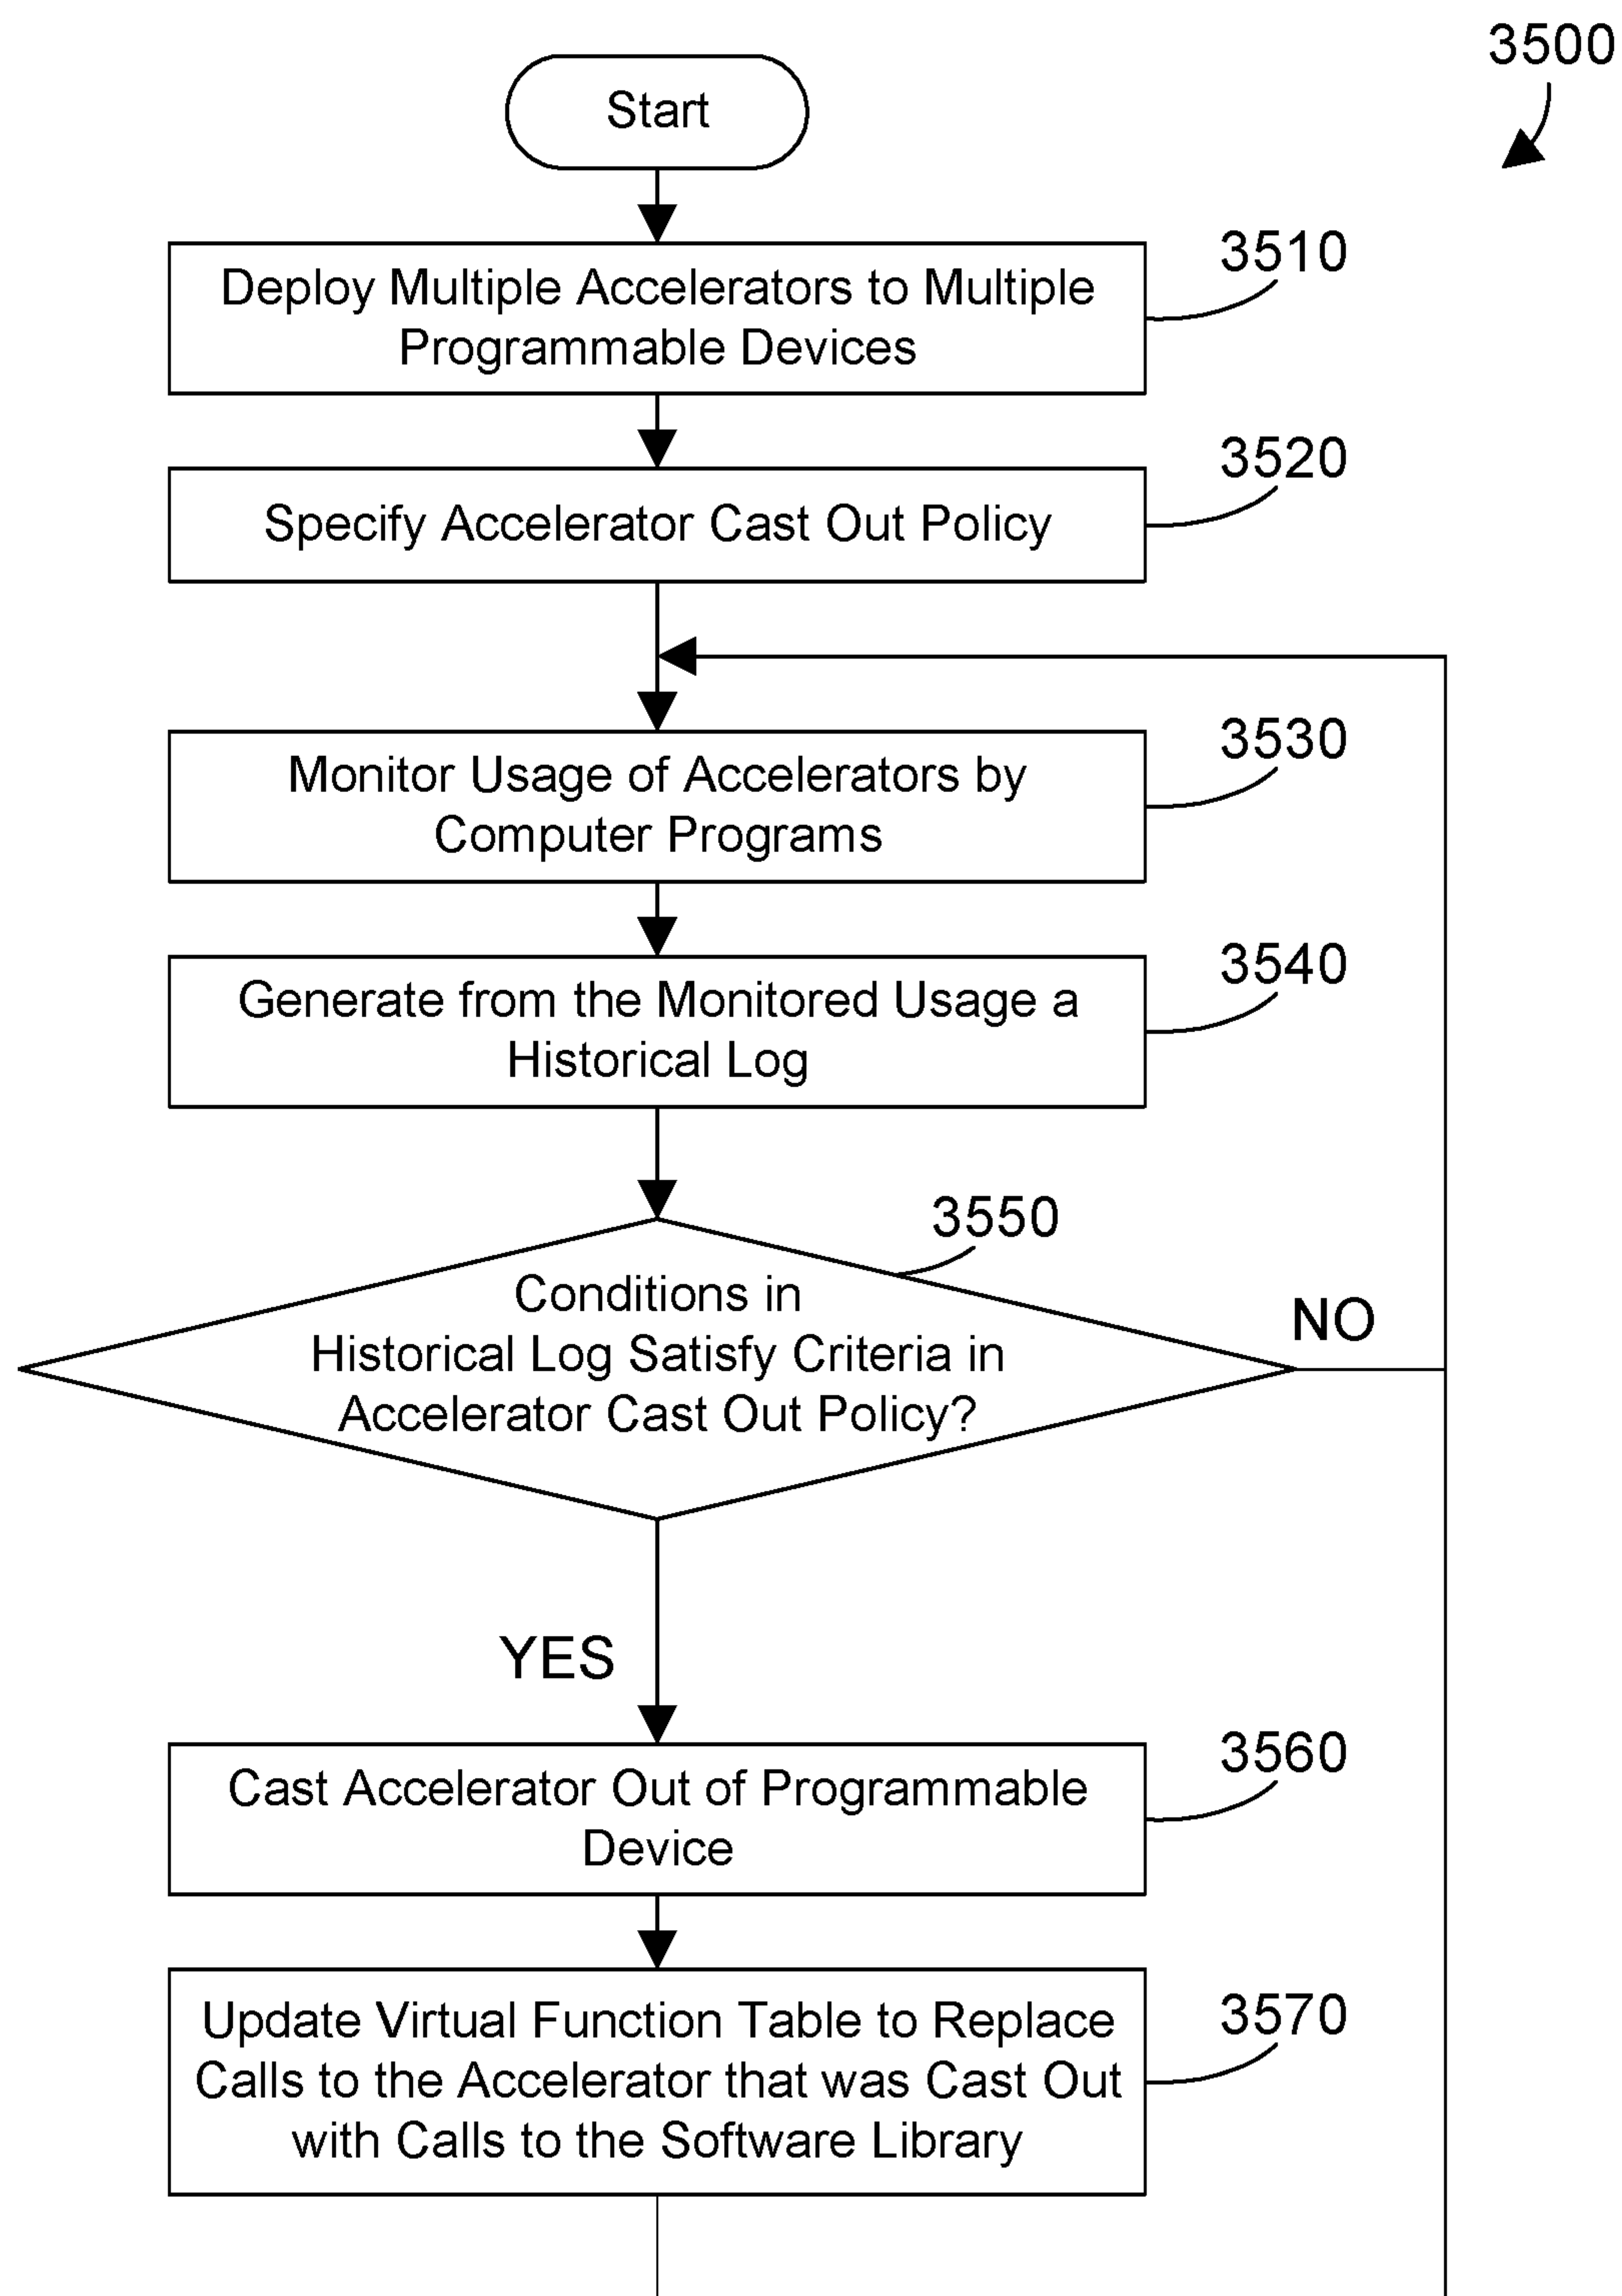 3500
Start
3510
Deploy Multiple Accelerators to Multiple
Programmable Devices
3520
Specify Accelerator Cast Out Policy
3530
Monitor Usage of Accelerators by
Computer Programs
3540
Generate from the Monitored Usage a
Historical Log
3550
Conditions in
Historical Log Satisfy Criteria in
Accelerator Cast Out Policy?
NO
YES
3560
Cast Accelerator Out of Programmable
Device
3570
Update Virtual Function Table to Replace
Calls to the Accelerator that was Cast Out
with Calls to the Software Library